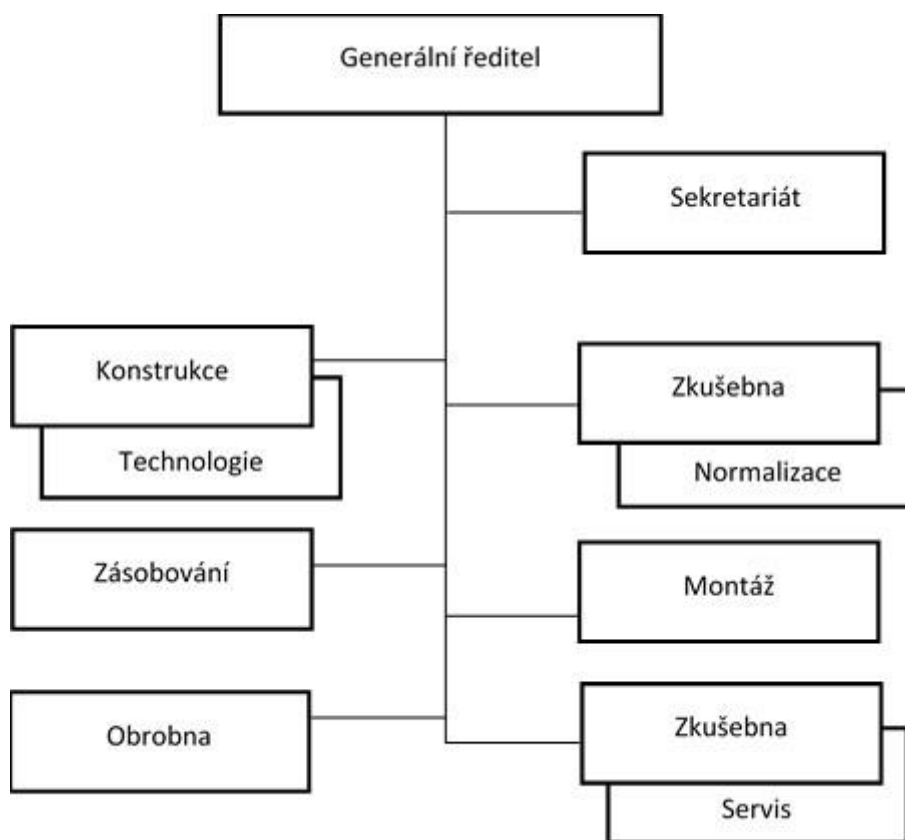 Generální ředitel
Sekretariát
Konstrukce
Technologie
Zkušebna
Normalizace
Zásobování
Montáž
Obrobna
Zkušebna
Servis